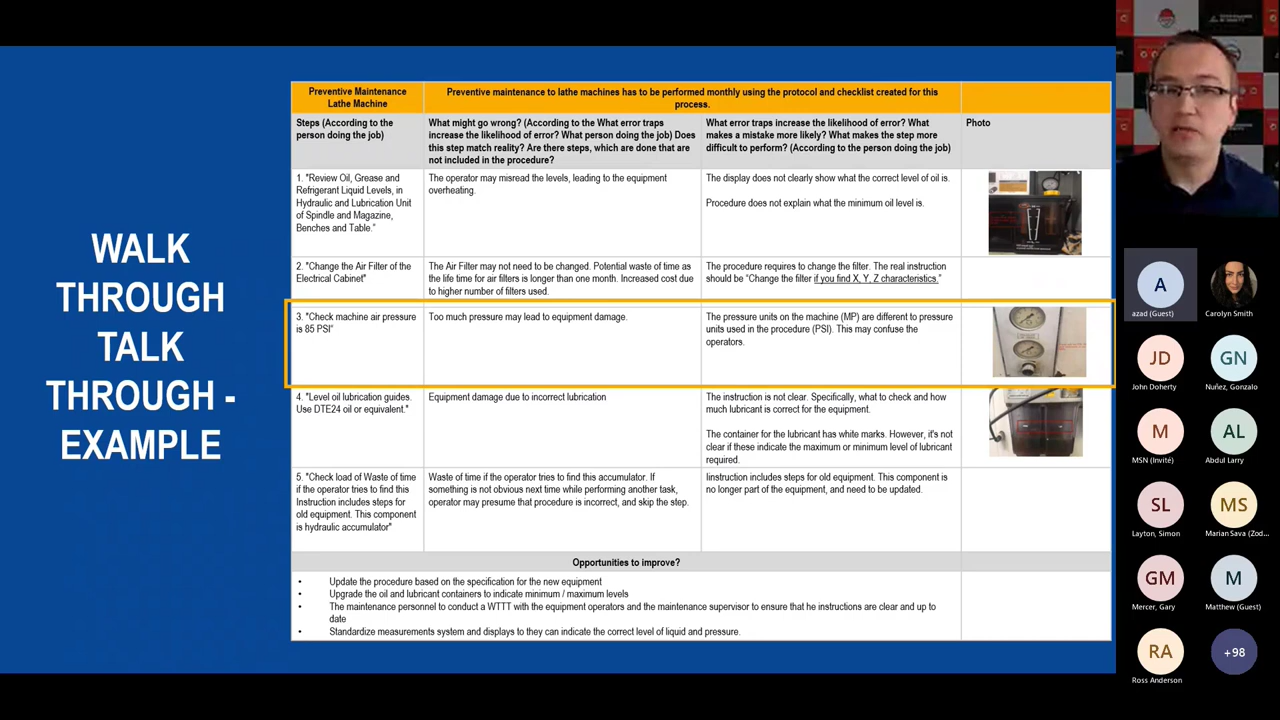 WALK
THROUGH
TALK
THROUGH -
EXAMPLE
Preventive Maintenance
Lathe Machine
Preventive maintenance to lathe machines has to be performed monthly using the protocol and checklist created for this
process.
Steps (According to the
person doing the job)
What might go wrong? (According to the What error traps
increase the likelihood of error? What person doing the job) Does
this step match reality? Are there steps, which are done that are
not included in the procedure?
What error traps increase the likelihood of error? What
makes a mistake more likely? What makes the step more
difficult to perform? (According to the person doing the job)
Photo
1. "Review Oil, Grease and
Refrigerant Liquid Levels, in
Hydraulic and Lubrication Unit
of Spindle and Magazine,
Benches and Table."
The operator may misread the levels, leading to the equipment
overheating.
The display does not clearly show what the correct level of oil is.
Procedure does not explain what the minimum oil level is.
2. "Change the Air Filter of the
Electrical Cabinet"
The Air Filter may not need to be changed. Potential waste of time as
the life time for air filters is longer than one month. Increased cost due
to higher number of filters used.
The procedure requires to change the filter. The real instruction
should be "Change the filter if you find X, Y, Z characteristics."
3. "Check machine air pressure
is 85 PSI"
Too much pressure may lead to equipment damage.
The pressure units on the machine (MP) are different to pressure
units used in the procedure (PSI). This may confuse the
operators.
4. "Level oil lubrication guides.
Use DTE24 oil or equivalent."
Equipment damage due to incorrect lubrication
The instruction is not clear. Specifically, what to check and how
much lubricant is correct for the equipment.
The container for the lubricant has white marks. However, it's not
clear if these indicate the maximum or minimum level of lubricant
required.
5. "Check load of Waste of time
if the operator tries to find this
Instruction includes steps for
old equipment. This component
is hydraulic accumulator"
Waste of time if the operator tries to find this accumulator. If
something is not obvious next time while performing another task,
operator may presume that procedure is incorrect, and skip the step.
Iinstruction includes steps for old equipment. This component is
no longer part of the equipment, and need to be updated.
Opportunities to improve?
• Update the procedure based on the specification for the new equipment
• Upgrade the oil and lubricant containers to indicate minimum / maximum levels
• The maintenance personnel to conduct a WTTT with the equipment operators and the maintenance supervisor to ensure that he instructions are clear and up to
date
• Standardize measurements system and displays to they can indicate the correct level of liquid and pressure.
A
azad (Guest)
Carolyn Smith
JD
John Doherty
GN
Nuñez, Gonzalo
M
MSN (Invité)
AL
Abdul Larry
SL
Layton, Simon
MS
Marian Sava (Zod...
GM
Mercer, Gary
M
Matthew (Guest)
RA
Ross Anderson
+98